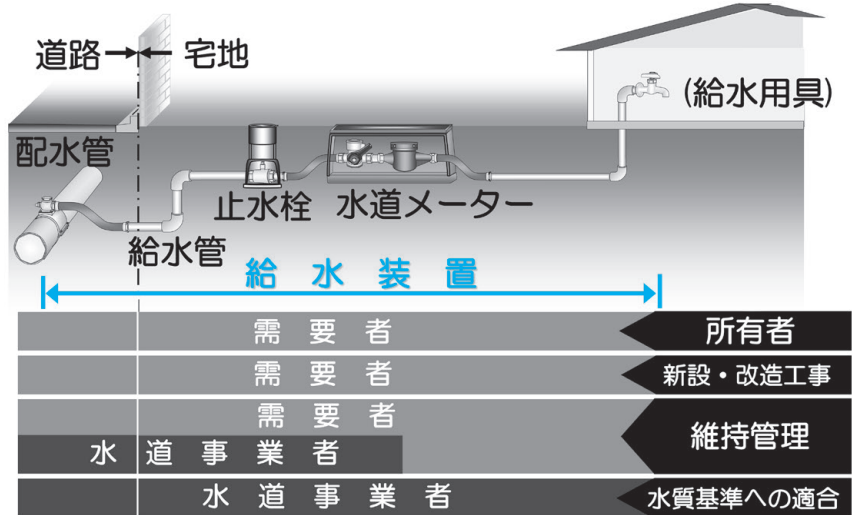 道路 宅地
(給水用具)
配水管
止水栓 水道メーター
給水管
給水装置
需要者 所有者
需要者 新設・改造工事
需要者
維持管理
水道事業者
水道事業者 水質基準への適合